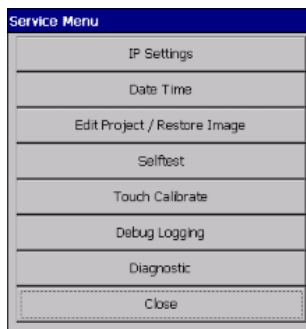 Service Menu
IP Settings
Date Time
Edit Project / Restore Image
Selftest
Touch Calibrate
Debug Logging
Diagnostic
Close